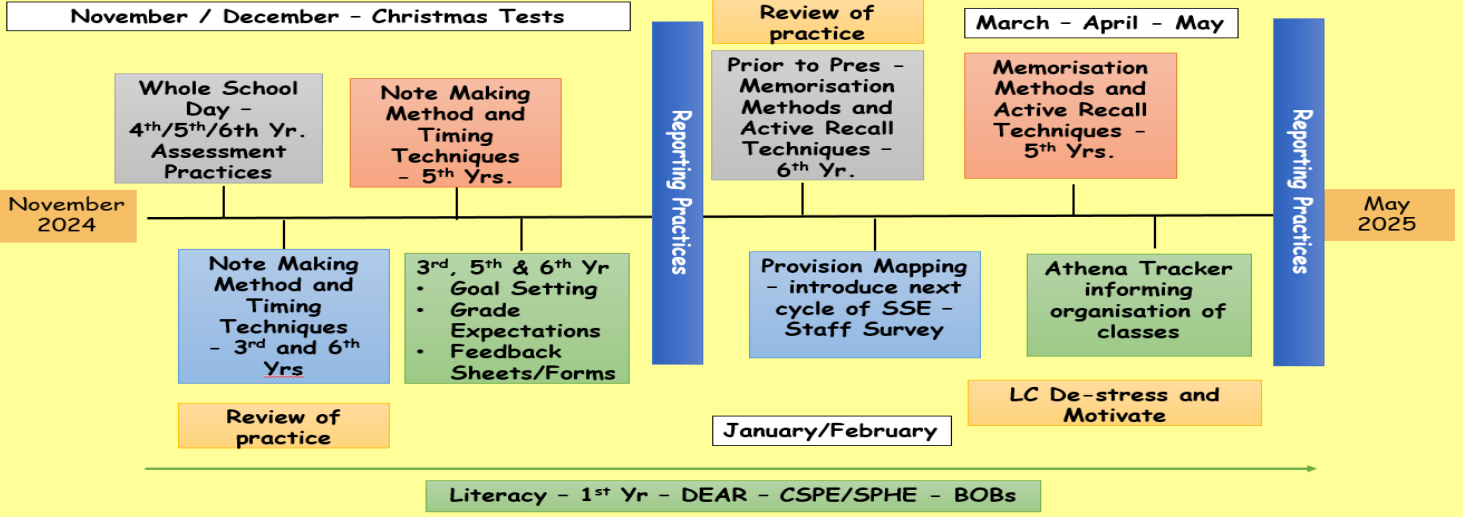 November / December – Christmas Tests
Whole School
Day –
4th/5th/6th Yr.
Assessment
Practices
Note Making
Method and
Timing
Techniques
– 5th Yrs.
November
2024
Note Making
Method and
Timing
Techniques
– 3rd and 6th
Yrs
3rd, 5th & 6th Yr
• Goal Setting
• Grade
Expectations
• Feedback
Sheets/Forms
Review of
practice
Reporting Practices
Review of
practice
Prior to Pres –
Memorisation
Methods and
Active Recall
Techniques –
6th Yr.
Provision Mapping
– introduce next
cycle of SSE –
Staff Survey
January/February
March – April – May
Memorisation
Methods and
Active Recall
Techniques –
5th Yrs.
Athena Tracker
informing
organisation of
classes
LC De-stress and
Motivate
Reporting Practices
May
2025
Literacy – 1st Yr – DEAR – CSPE/SPHE – BOBs